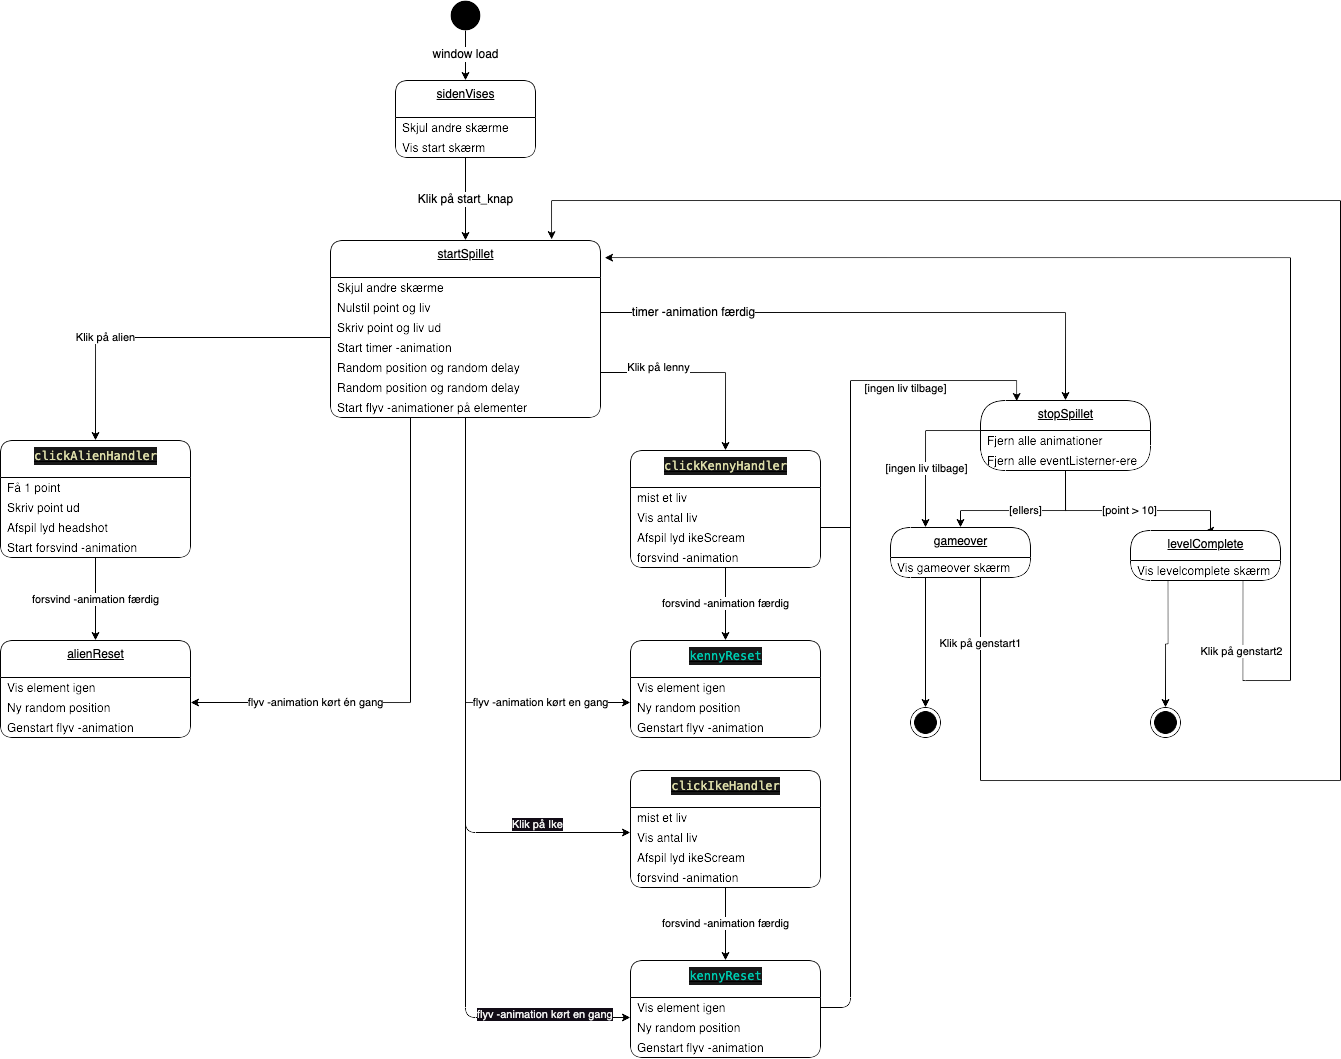 window load
sidenVises
Skjul andre skærme
Vis start skærm
Klik på start_knap
startSpillet
Skjul andre skærme
Nulstil point og liv
Skriv point og liv ud
Start timer -animation
Random position og random delay
Random position og random delay
Start flyv -animationer på elementer
Klik på alien
clickAlienHandler
Få 1 point
Skriv point ud
Afspil lyd headshot
Start forsvind -animation
forsvind -animation færdig
alienReset
Vis element igen
Ny random position
Genstart flyv -animation
flyv -animation kørt én gang
timer -animation færdig
Klik på lenny
clickKennyHandler
mist et liv
Vis antal liv
Afspil lyd ikeScream
forsvind -animation
forsvind -animation færdig
kennyReset
Vis element igen
Ny random position
Genstart flyv -animation
flyv -animation kørt en gang
clickIkeHandler
mist et liv
Vis antal liv
Afspil lyd ikeScream
forsvind -animation
Klik på Ike
forsvind -animation færdig
kennyReset
Vis element igen
Ny random position
Genstart flyv -animation
flyv -animation kørt en gang
[ingen liv tilbage]
stopSpillet
Fjern alle animationer
Fjern alle eventListerner-ere
[ingen liv tilbage]
[ellers]
[point > 10]
gameover
Vis gameover skærm
levelComplete
Vis levelcomplete skærm
Klik på genstart1
Klik på genstart2